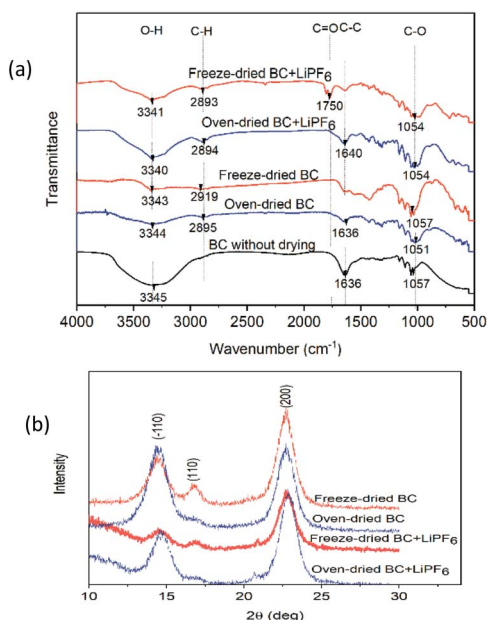 (a)
O-H C-H C=O C-C C-O
Freeze-dried BC+LiPF6
3341 2893 1750 1054
Oven-dried BC+LiPF6
3340 2894 1640 1054
Freeze-dried BC
3343 2919 1057
Oven-dried BC
3344 2895 1636 1051
BC without drying
3345 1636 1057
Transmittance
4000 3500 3000 2500 2000 1500 1000 500
Wavenumber (cm-1)
(b)
(-110) (110) (200)
Freeze-dried BC
Oven-dried BC
Freeze-dried BC+LiPF6
Oven-dried BC+LiPF6
Intensity
10 15 20 25 30
2θ (deg)